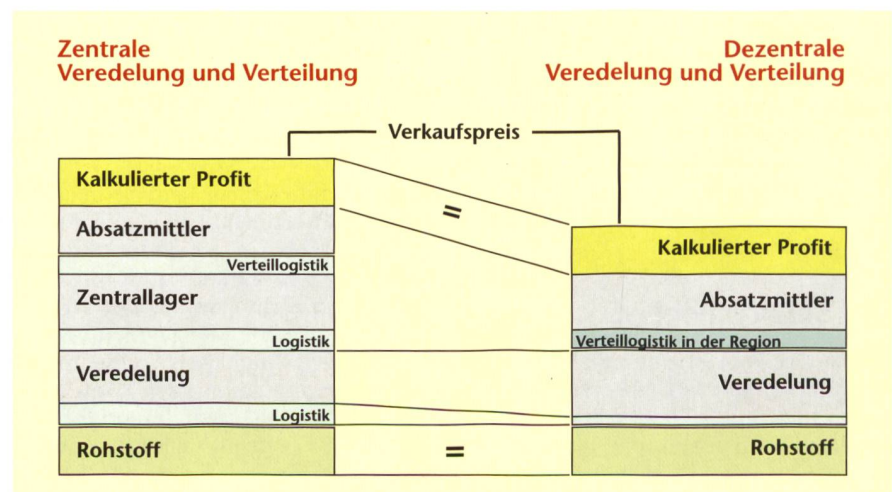 Zentrale
Veredelung und Verteilung
Dezentrale
Veredelung und Verteilung
Verkaufspreis
Kalkulierter Profit
Absatzmittler
Verteillogistik
Zentrallager
Logistik
Veredelung
Logistik
Rohstoff
=
=
Kalkulierter Profit
Absatzmittler
Verteillogistik in der Region
Veredelung
Rohstoff